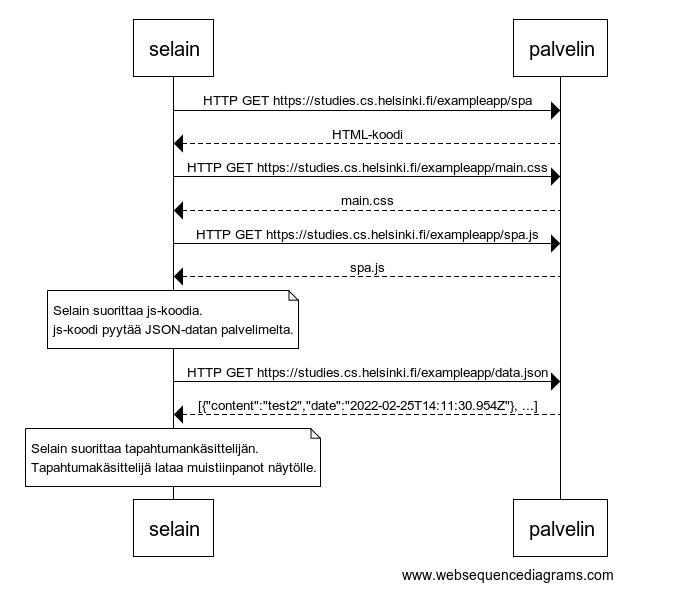 selain
palvelin
HTTP GET https://studies.cs.helsinki.fi/exampleapp/spa
HTML-koodi
HTTP GET https://studies.cs.helsinki.fi/exampleapp/main.css
main.css
HTTP GET https://studies.cs.helsinki.fi/exampleapp/spa.js
spa.js
Selain suorittaa js-koodia.
js-koodi pyytää JSON-datan palvelimelta.
HTTP GET https://studies.cs.helsinki.fi/exampleapp/data.json
[{"content":"test2","date":"2022-02-25T14:11:30.954Z"}, ...]
Selain suorittaa tapahtumankäsittelijän.
Tapahtumakäsittelijä lataa muistiinpanot näytölle.
selain
palvelin
www.websequencediagrams.com